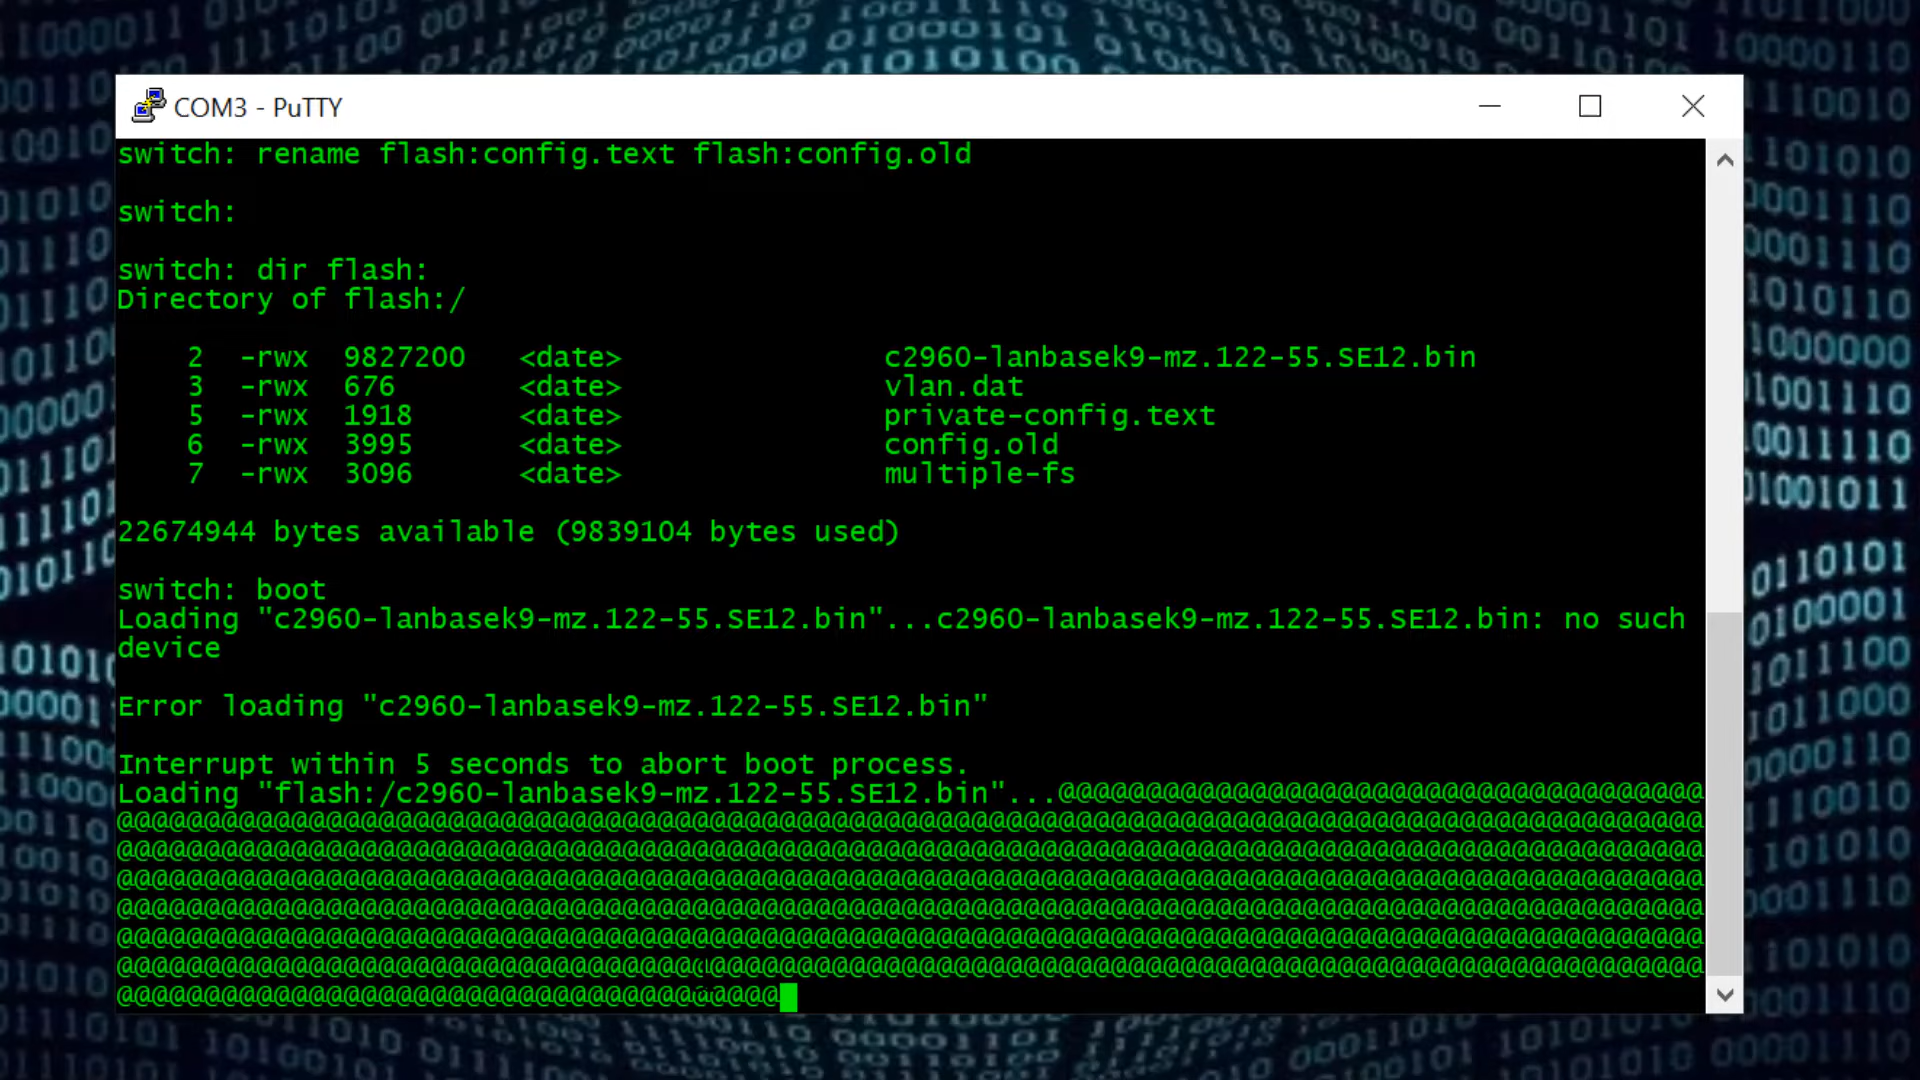 COM3 - PuTTY
switch: rename flash:config.text flash:config.old
switch:
switch: dir flash:
Directory of flash:/
2 -rwx 9827200 <date> c2960-lanbasek9-mz.122-55.SE12.bin
3 -rwx 676 <date> vlan.dat
5 -rwx 1918 <date> private-config.text
6 -rwx 3995 <date> config.old
7 -rwx 3096 <date> multiple-fs
22674944 bytes available (9839104 bytes used)
switch: boot
Loading "c2960-lanbasek9-mz.122-55.SE12.bin"...c2960-lanbasek9-mz.122-55.SE12.bin: no such
device
Error loading "c2960-lanbasek9-mz.122-55.SE12.bin"
Interrupt within 5 seconds to abort boot process.
Loading "flash:/c2960-lanbasek9-mz.122-55.SE12.bin"...@@@@@@@@@@@@@@@@@@@@@@@@@@@@@@@@@@@@@
@@@@@@@@@@@@@@@@@@@@@@@@@@@@@@@@@@@@@@@@@@@@@@@@@@@@@@@@@@@@@@@@@@@@@@@@@@@@@@@@@@@@@@@@@@@
@@@@@@@@@@@@@@@@@@@@@@@@@@@@@@@@@@@@@@@@@@@@@@@@@@@@@@@@@@@@@@@@@@@@@@@@@@@@@@@@@@@@@@@@@@@
@@@@@@@@@@@@@@@@@@@@@@@@@@@@@@@@@@@@@@@@@@@@@@@@@@@@@@@@@@@@@@@@@@@@@@@@@@@@@@@@@@@@@@@@@@@
@@@@@@@@@@@@@@@@@@@@@@@@@@@@@@@@@@@@@@@@@@@@@@@@@@@@@@@@@@@@@@@@@@@@@@@@@@@@@@@@@@@@@@@@@@@
@@@@@@@@@@@@@@@@@@@@@@@@@@@@@@@@@@@@@@@@@@@@@@@@@@@@@@@@@@@@@@@@@@@@@@@@@@@@@@@@@@@@@@@@@@@
@@@@@@@@@@@@@@@@@@@@@@@@@@@@@@@@@@@@@@@@@@@@@@@@@@@@@@@@@@@@@@@@@@@@@@@@@@@@@@@@@@@@@@@@@@@
@@@@@@@@@@@@@@@@@@@@@@@@@@@@@@@@@@@@@@